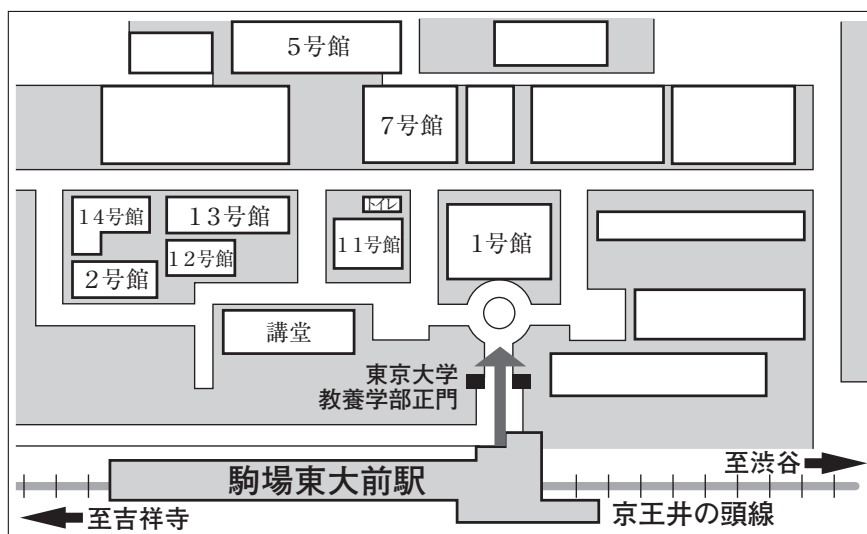 5号館
7号館
14号館
13号館
トイレ
11号館
1号館
12号館
2号館
講堂
東京大学
教養学部正門
至渋谷
駒場東大前駅
至吉祥寺
京王井の頭線